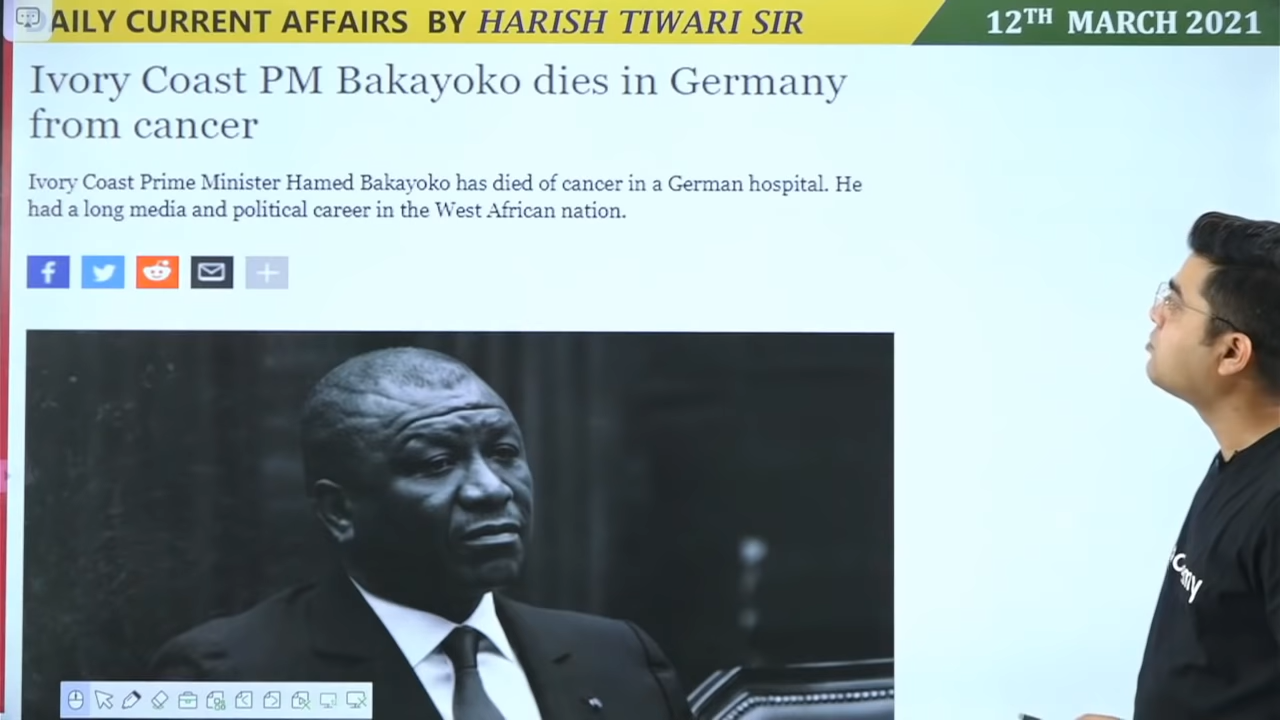 AILY CURRENT AFFAIRS BY HARISH TIWARI SIR
12TH MARCH 2021
Ivory Coast PM Bakayoko dies in Germany
from cancer
Ivory Coast Prime Minister Hamed Bakayoko has died of cancer in a German hospital. He
had a long media and political career in the West African nation.